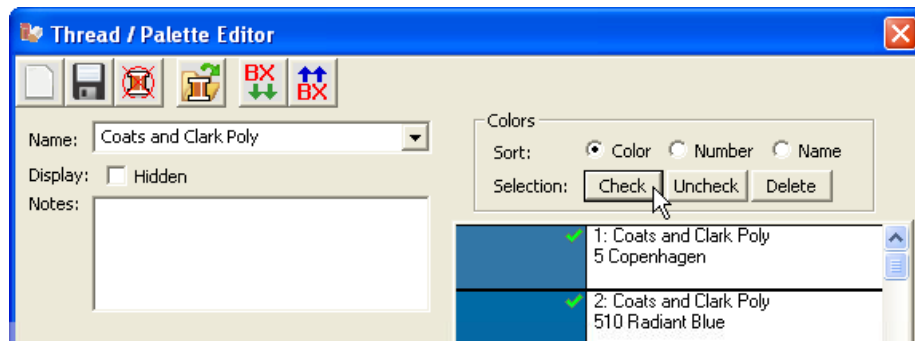 Thread / Palette Editor
BX
BX
Name: Coats and Clark Poly
Display: Hidden
Notes:
Colors
Sort: Color Number Name
Selection: Check Uncheck Delete
1: Coats and Clark Poly
5 Copenhagen
2: Coats and Clark Poly
510 Radiant Blue